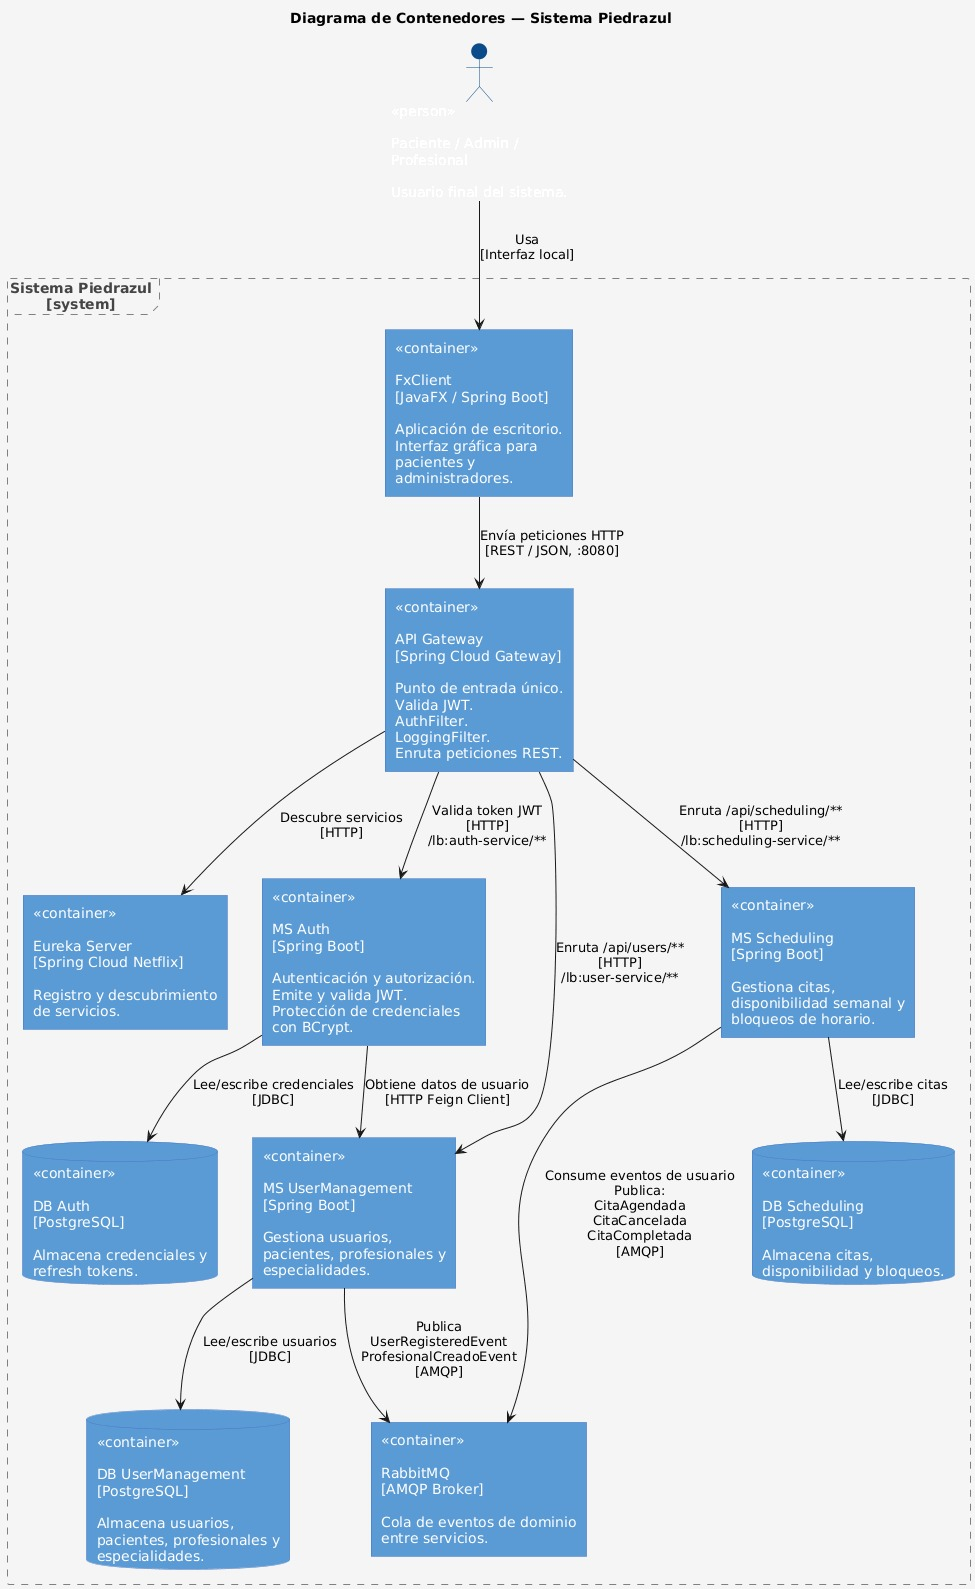 Diagrama de Contenedores — Sistema Piedrazul
«person»
Paciente / Admin /
Profesional
Usuario final del sistema.
Usa
[Interfaz local]
Sistema Piedrazul
[system]
«container»
FxClient
[JavaFX / Spring Boot]
Aplicación de escritorio.
Interfaz gráfica para
pacientes y
administradores.
Envía peticiones HTTP
[REST / JSON, :8080]
«container»
API Gateway
[Spring Cloud Gateway]
Punto de entrada único.
Valida JWT.
AuthFilter.
LoggingFilter.
Enruta peticiones REST.
Descubre servicios
[HTTP]
Valida token JWT
[HTTP]
/lb:auth-service/**
Enruta /api/scheduling/**
[HTTP]
/lb:scheduling-service/**
Enruta /api/users/**
[HTTP]
/lb:user-service/**
«container»
Eureka Server
[Spring Cloud Netflix]
Registro y descubrimiento
de servicios.
«container»
MS Auth
[Spring Boot]
Autenticación y autorización.
Emite y valida JWT.
Protección de credenciales
con BCrypt.
«container»
MS Scheduling
[Spring Boot]
Gestiona citas,
disponibilidad semanal y
bloqueos de horario.
Lee/escribe credenciales
[JDBC]
Obtiene datos de usuario
[HTTP Feign Client]
Lee/escribe citas
[JDBC]
«container»
DB Auth
[PostgreSQL]
Almacena credenciales y
refresh tokens.
«container»
MS UserManagement
[Spring Boot]
Gestiona usuarios,
pacientes, profesionales y
especialidades.
Consume eventos de usuario
Publica:
CitaAgendada
CitaCancelada
CitaCompletada
[AMQP]
«container»
DB Scheduling
[PostgreSQL]
Almacena citas,
disponibilidad y bloqueos.
Lee/escribe usuarios
[JDBC]
Publica
UserRegisteredEvent
ProfesionalCreadoEvent
[AMQP]
«container»
DB UserManagement
[PostgreSQL]
Almacena usuarios,
pacientes, profesionales y
especialidades.
«container»
RabbitMQ
[AMQP Broker]
Cola de eventos de dominio
entre servicios.